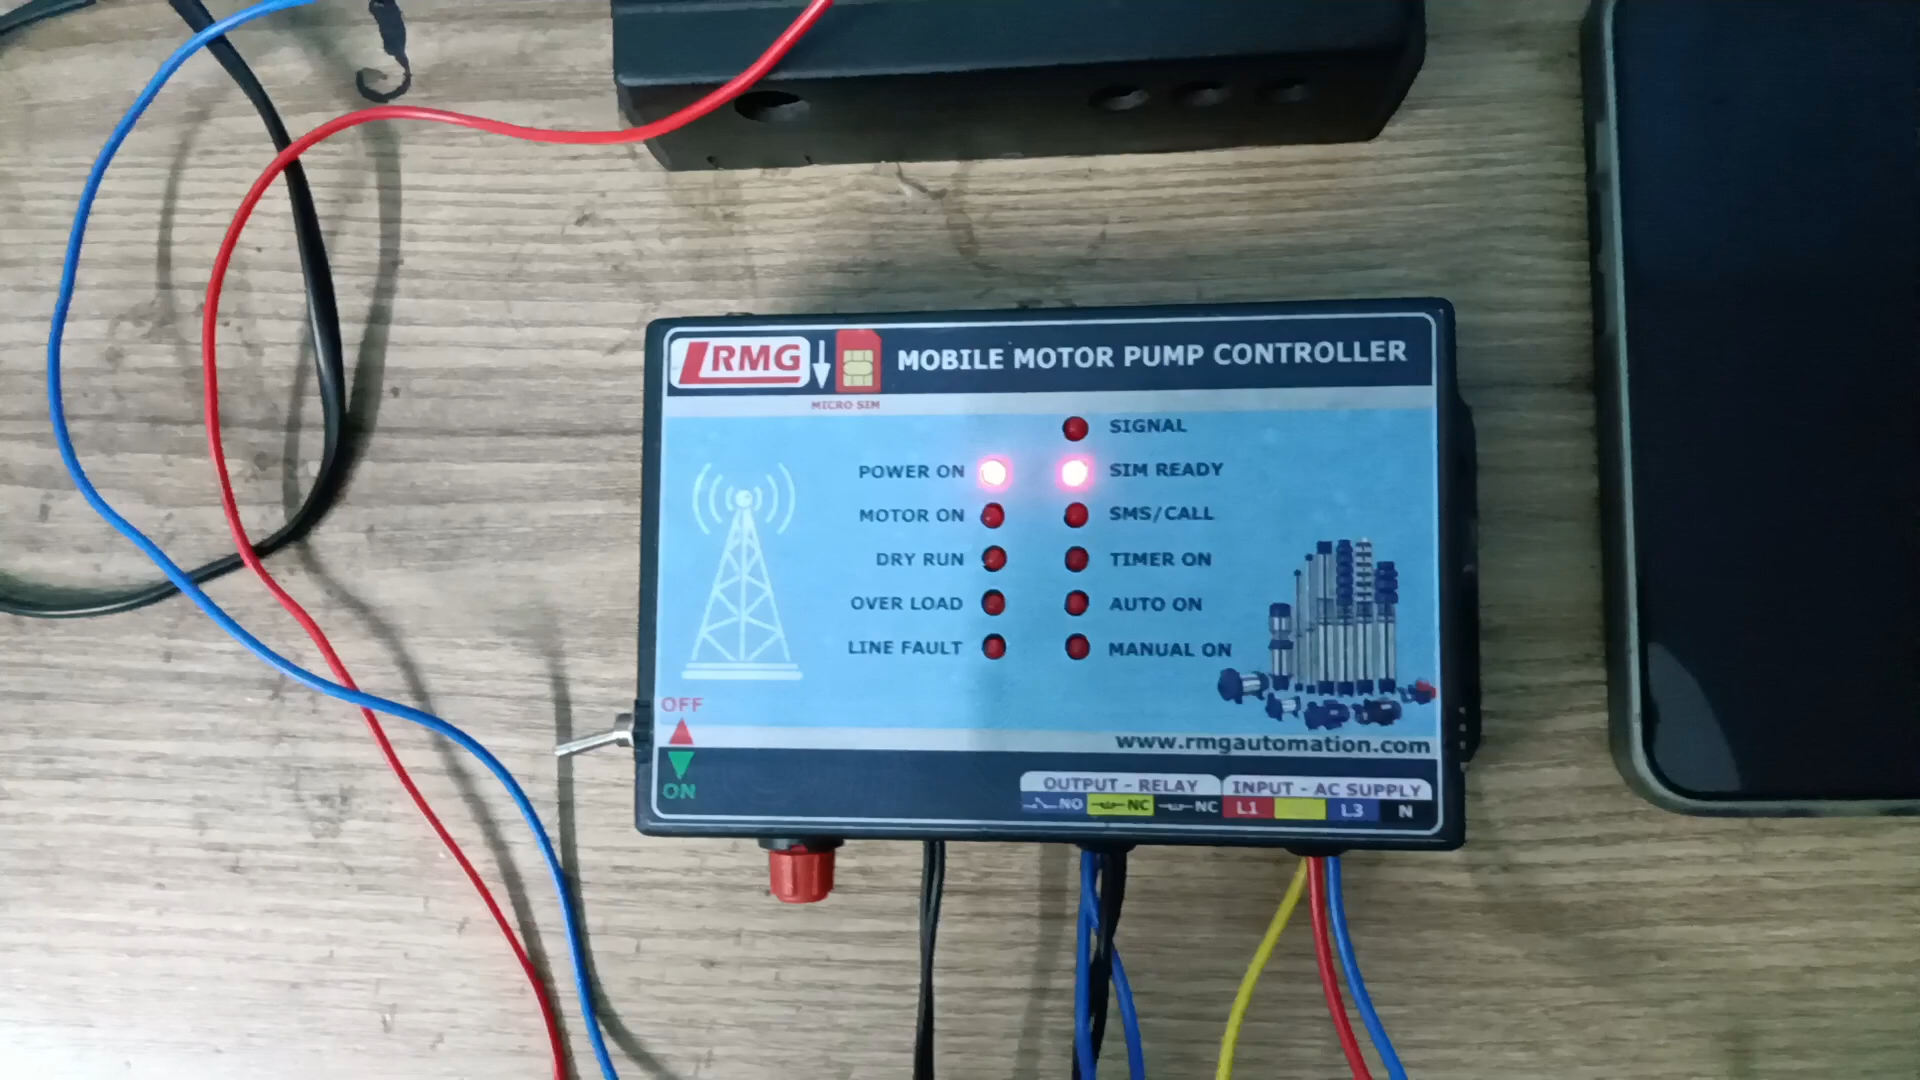 RMG
MICRO SIM
MOBILE MOTOR PUMP CONTROLLER
SIGNAL
POWER ON
SIM READY
MOTOR ON
SMS/CALL
DRY RUN
TIMER ON
OVER LOAD
AUTO ON
LINE FAULT
MANUAL ON
OFF
ON
www.rmgautomation.com
OUTPUT - RELAY
INPUT - AC SUPPLY
NO NC NC L1 L3 N